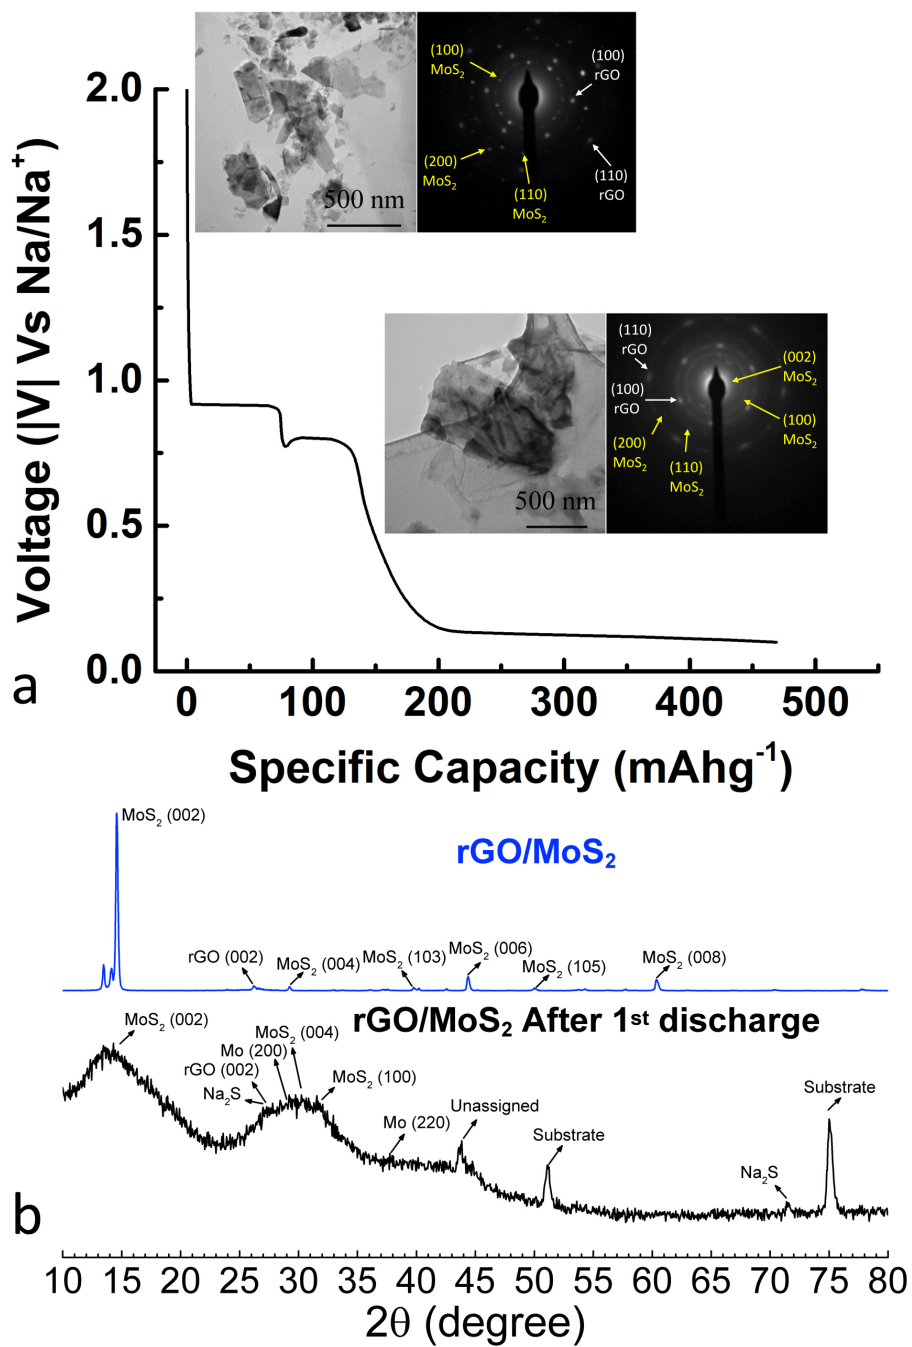 (100)
MoS2
(100)
rGO
(200)
MoS2
(110)
MoS2
(110)
rGO
500 nm
2.0
1.5
1.0
0.5
0.0
Voltage (|V| Vs Na/Na+
)
(110)
rGO
(002)
MoS2
(100)
rGO
(100)
MoS2
(200)
MoS2
(110)
MoS2
500 nm
a
0 100 200 300 400 500
Specific Capacity (mAhg-1)
MoS2 (002)
rGO/MoS2
rGO (002)
MoS2 (004)
MoS2 (103)
MoS2 (006)
MoS2 (105)
MoS2 (008)
rGO/MoS2 After 1st discharge
MoS2 (002)
MoS2 (004)
Mo (200)
rGO (002)
Na2S
MoS2 (100)
Mo (220)
Unassigned
Substrate
Na2S
Substrate
b
10 15 20 25 30 35 40 45 50 55 60 65 70 75 80
2θ (degree)